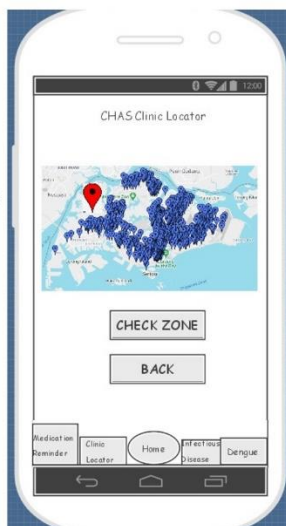 12:00
CHAS Clinic Locator
CHECK ZONE
BACK
Medication
Reminder
Clinic
Locator
Home
Infectious
Disease
Dengue